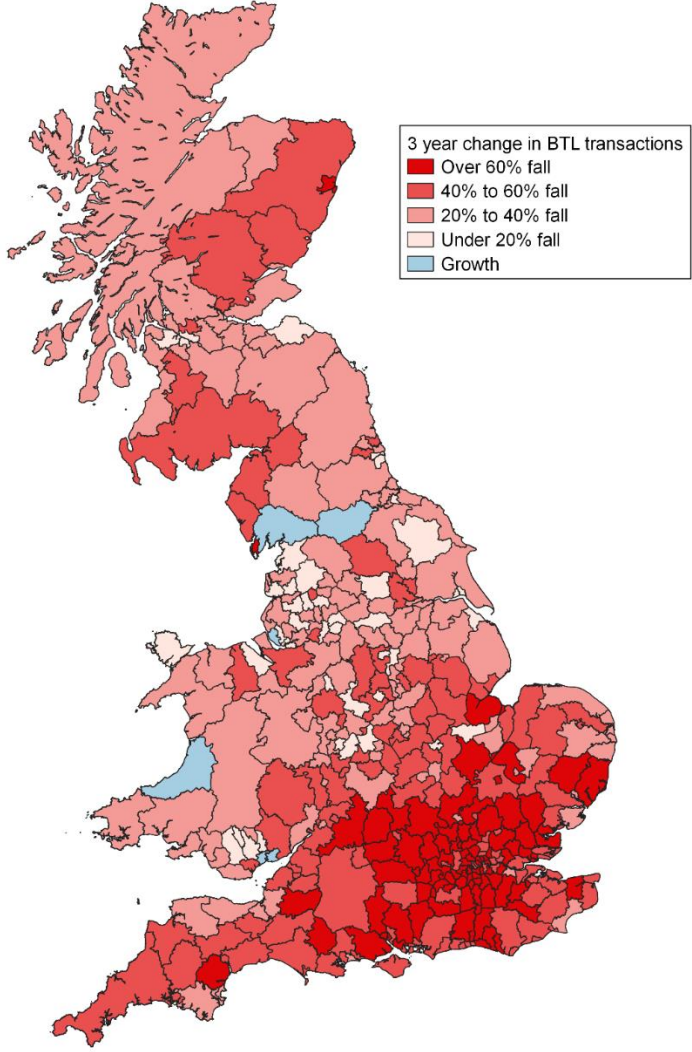 3 year change in BTL transactions
Over 60% fall
40% to 60% fall
20% to 40% fall
Under 20% fall
Growth